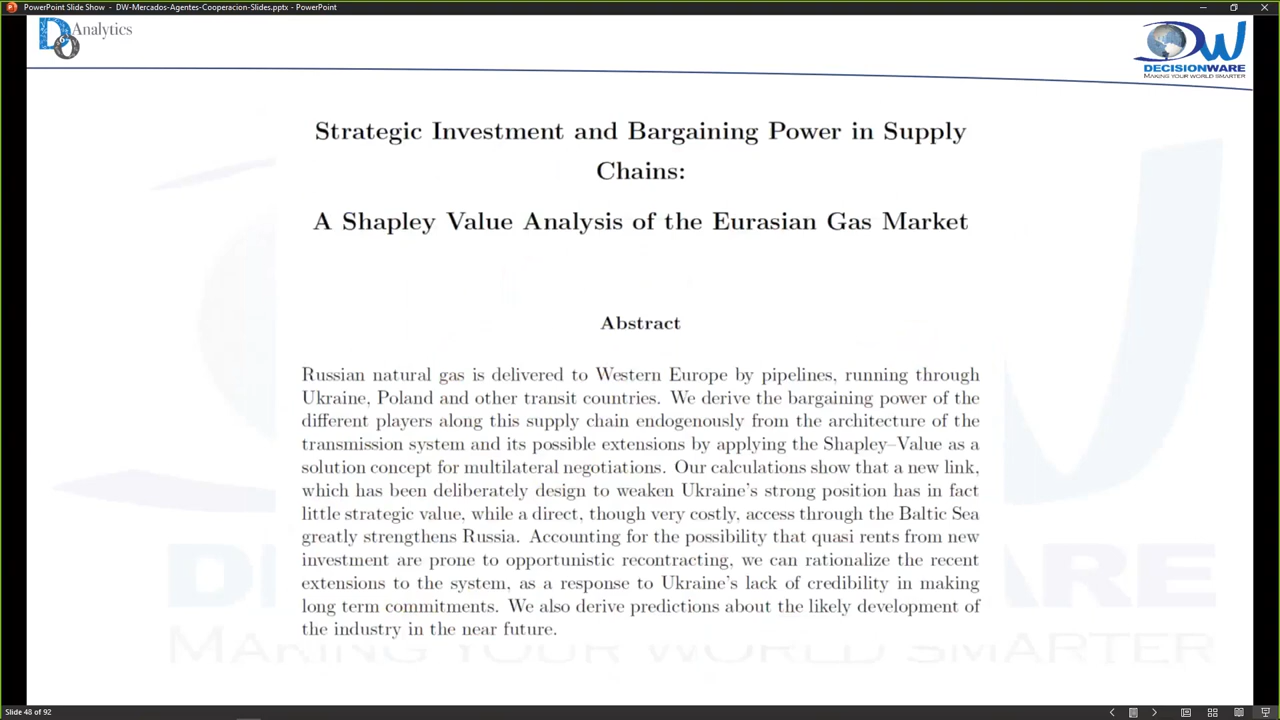 PowerPoint Slide Show - DW-Mercados-Agentes-Cooperacion-Slides.pptx - PowerPoint
DO Analytics
DW
DECISIONWARE
MAKING YOUR WORLD SMARTER
Strategic Investment and Bargaining Power in Supply
Chains:
A Shapley Value Analysis of the Eurasian Gas Market
Abstract
Russian natural gas is delivered to Western Europe by pipelines, running through
Ukraine, Poland and other transit countries. We derive the bargaining power of the
different players along this supply chain endogenously from the architecture of the
transmission system and its possible extensions by applying the Shapley–Value as a
solution concept for multilateral negotiations. Our calculations show that a new link,
which has been deliberately design to weaken Ukraine's strong position has in fact
little strategic value, while a direct, though very costly, access through the Baltic Sea
greatly strengthens Russia. Accounting for the possibility that quasi rents from new
investment are prone to opportunistic recontracting, we can rationalize the recent
extensions to the system, as a response to Ukraine's lack of credibility in making
long term commitments. We also derive predictions about the likely development of
the industry in the near future.
DECISIONWARE
MAKING YOUR WORLD SMARTER
Slide 48 of 92